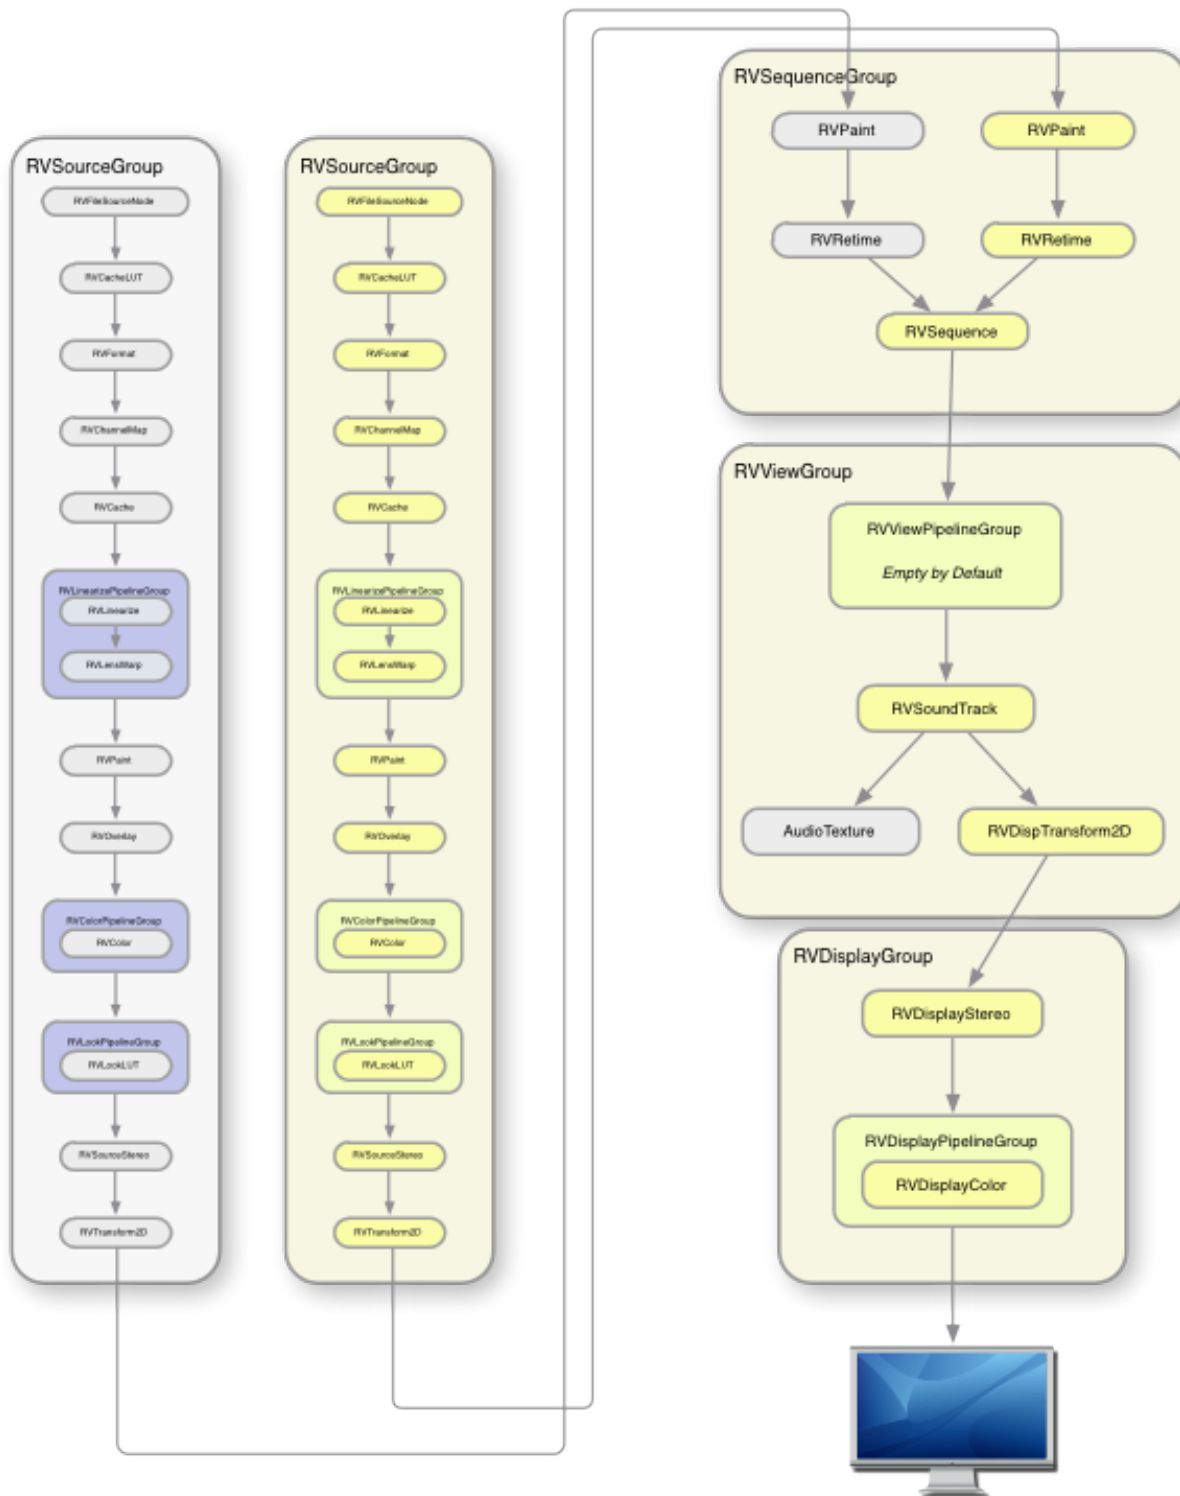 RVSourceGroup
RVFileSourceNode
RVCacheLUT
RVFormat
RVChannelMap
RVCache
RVLinearizePipelineGroup
RVLinearize
RVLensWarp
RVPaint
RVOverlay
RVColorPipelineGroup
RVColor
RVLookPipelineGroup
RVLookLUT
RVSourceStereo
RVTransform2D
RVSourceGroup
RVFileSourceNode
RVCacheLUT
RVFormat
RVChannelMap
RVCache
RVLinearizePipelineGroup
RVLinearize
RVLensWarp
RVPaint
RVOverlay
RVColorPipelineGroup
RVColor
RVLookPipelineGroup
RVLookLUT
RVSourceStereo
RVTransform2D
RVSequenceGroup
RVPaint
RVPaint
RVRetime
RVRetime
RVSequence
RVViewGroup
RVViewPipelineGroup
Empty by Default
RVSoundTrack
AudioTexture
RVDispTransform2D
RVDisplayGroup
RVDisplayStereo
RVDisplayPipelineGroup
RVDisplayColor